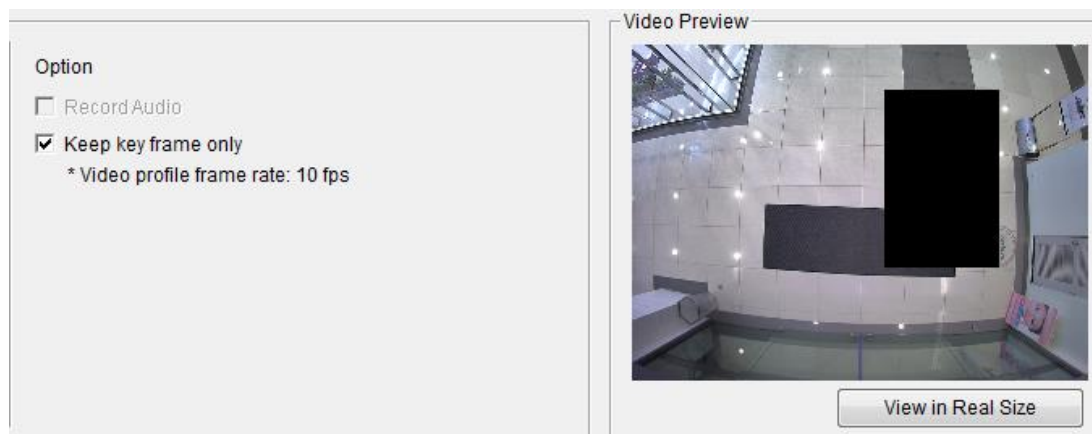 Video Preview
Option
Record Audio
Keep key frame only
* Video profile frame rate: 10 fps
View in Real Size